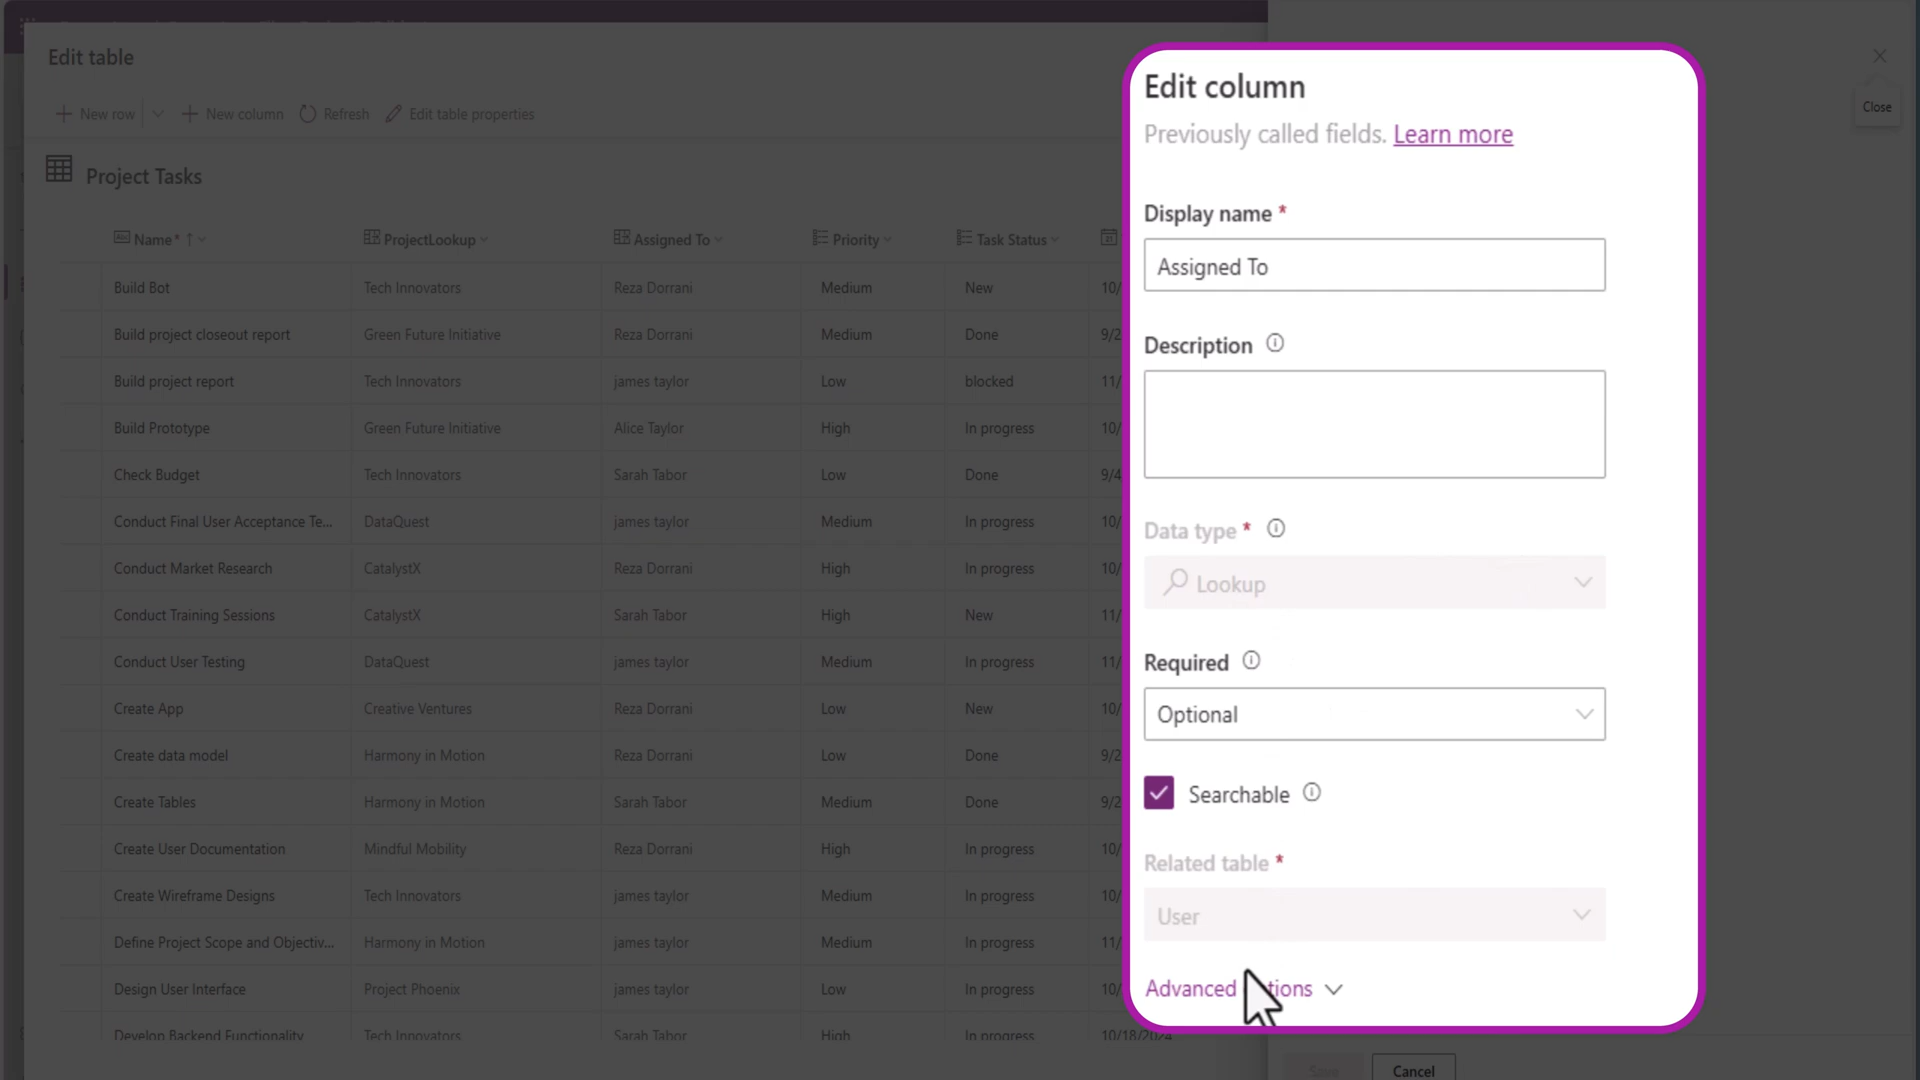 Edit table
Close
New row New column Refresh Edit table properties
Project Tasks
Name* ProjectLookup Assigned To Priority Task Status
Build Bot Tech Innovators Reza Dorrani Medium New 10/
Build project closeout report Green Future Initiative Reza Dorrani Medium Done 9/2
Build project report Tech Innovators james taylor Low blocked 11/
Build Prototype Green Future Initiative Alice Taylor High In progress 10/
Check Budget Tech Innovators Sarah Tabor Low Done 9/4
Conduct Final User Acceptance Te... DataQuest james taylor Medium In progress 10/
Conduct Market Research CatalystX Reza Dorrani High In progress 10/
Conduct Training Sessions CatalystX Sarah Tabor High New 11/
Conduct User Testing DataQuest james taylor Medium In progress 11/
Create App Creative Ventures Reza Dorrani Low New 10/
Create data model Harmony in Motion Reza Dorrani Low Done 9/2
Create Tables Harmony in Motion Sarah Tabor Medium Done 9/2
Create User Documentation Mindful Mobility Reza Dorrani High In progress 10/
Create Wireframe Designs Tech Innovators james taylor Medium In progress 10/
Define Project Scope and Objectiv... Harmony in Motion james taylor Medium In progress 11/
Design User Interface Project Phoenix james taylor Low In progress 10/
Develop Backend Functionality Tech Innovators Sarah Tabor High In progress 10/18/2024
Edit column
Previously called fields. Learn more
Display name *
Assigned To
Description
Data type *
Lookup
Required
Optional
Searchable
Related table *
User
Advanced tions
Save Cancel